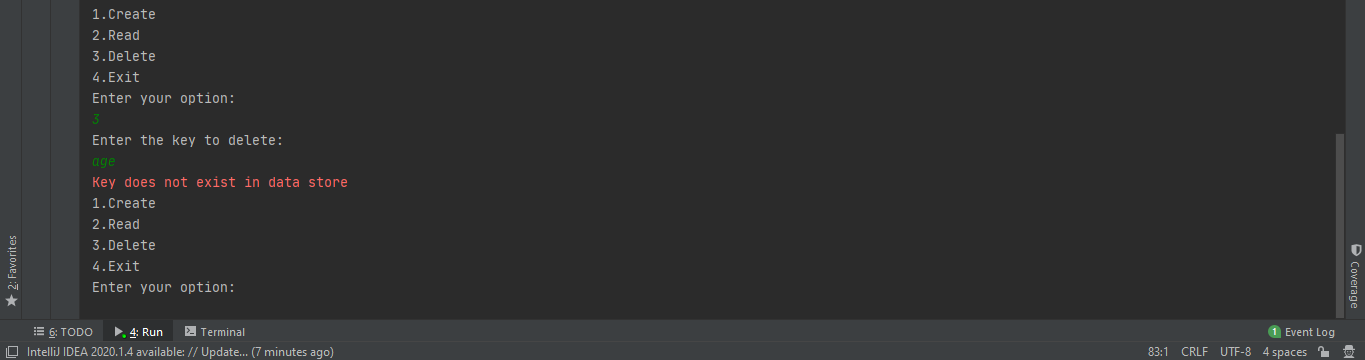 1.Create
2.Read
3.Delete
4.Exit
Enter your option:
3
Enter the key to delete:
age
Key does not exist in data store
1.Create
2.Read
3.Delete
4.Exit
Enter your option:
2: Favorites
Coverage
6: TODO
4: Run
Terminal
1 Event Log
IntelliJ IDEA 2020.1.4 available: // Update... (7 minutes ago)
83:1 CRLF UTF-8 4 spaces